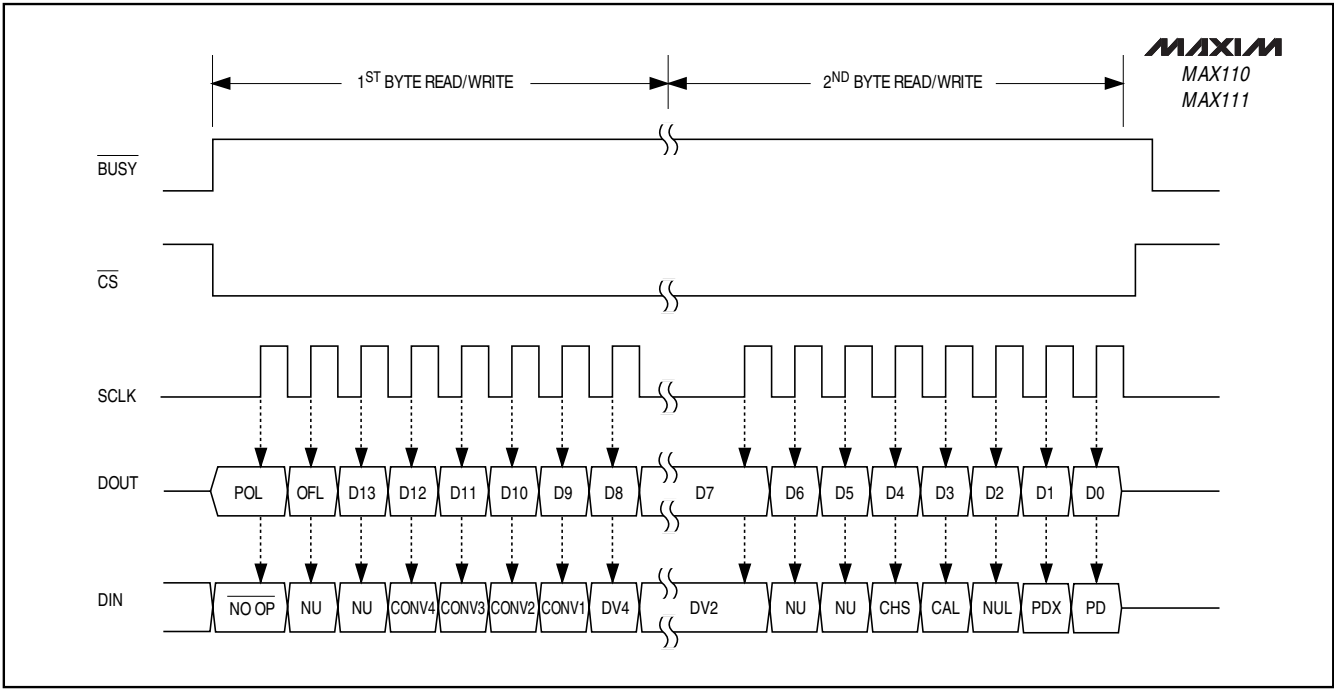 MAXIM
MAX110
MAX111
1ST BYTE READ/WRITE
2ND BYTE READ/WRITE
BUSY
CS
SCLK
DOUT
POL OFL D13 D12 D11 D10 D9 D8 D7 D6 D5 D4 D3 D2 D1 D0
DIN
NO OP NU NU CONV4 CONV3 CONV2 CONV1 DV4 DV2 NU NU CHS CAL NUL PDX PD